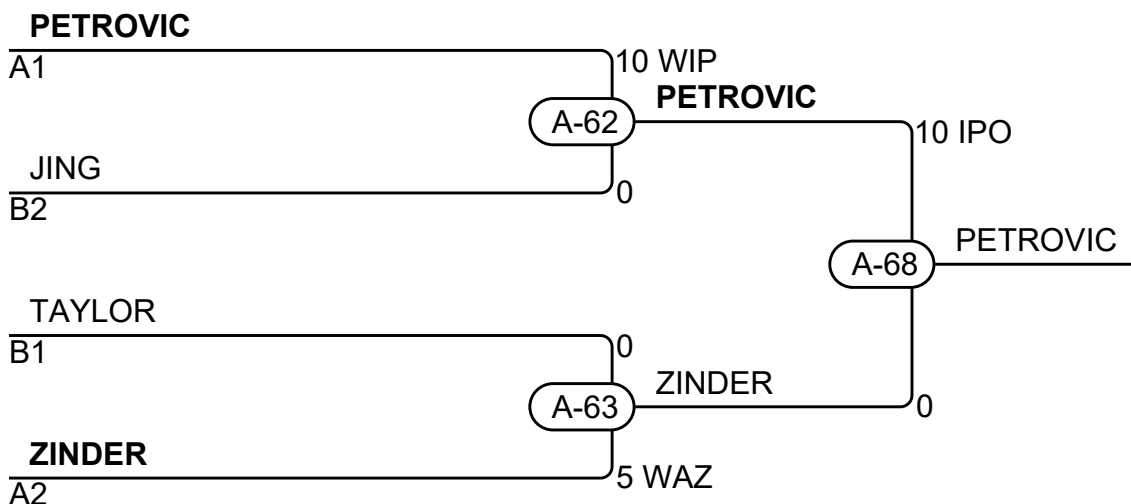 PETROVIC
A1
10 WIP
PETROVIC
A-62
10 IPO
JING
B2
0
PETROVIC
A-68
TAYLOR
B1
0
ZINDER
A-63
0
ZINDER
A2
5 WAZ